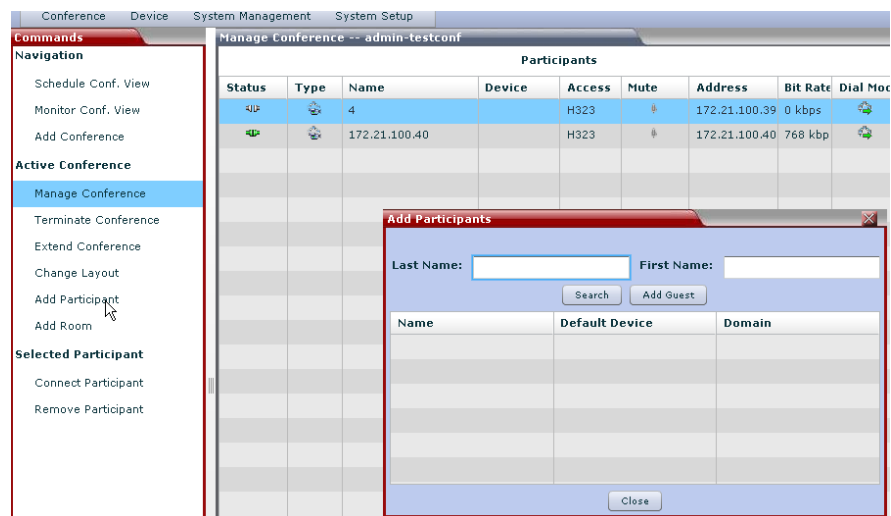 Conference Device System Management System Setup
Commands
Navigation
Schedule Conf. View
Monitor Conf. View
Add Conference
Active Conference
Manage Conference
Terminate Conference
Extend Conference
Change Layout
Add Participant
Add Room
Selected Participant
Connect Participant
Remove Participant
Manage Conference -- admin-testconf
Participants
Status Type Name Device Access Mute Address Bit Rate Dial Moc
4 H323 172.21.100.39 0 kbps
172.21.100.40 H323 172.21.100.40 768 kbp
Add Participants
Last Name: First Name:
Search Add Guest
Name Default Device Domain
Close